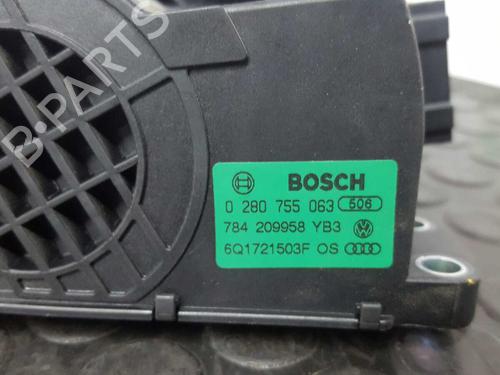 B-PARTS
BOSCH
0 280 755 063 506
784 209958 YB3
6Q1721503F OS